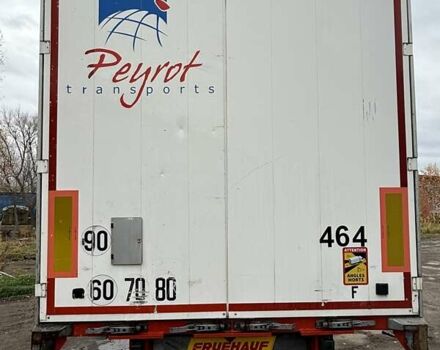 Peyrot
transports
464
90
ATTENTION
ANGLES
MORTS
60 70 80
F
FRUEHAUF